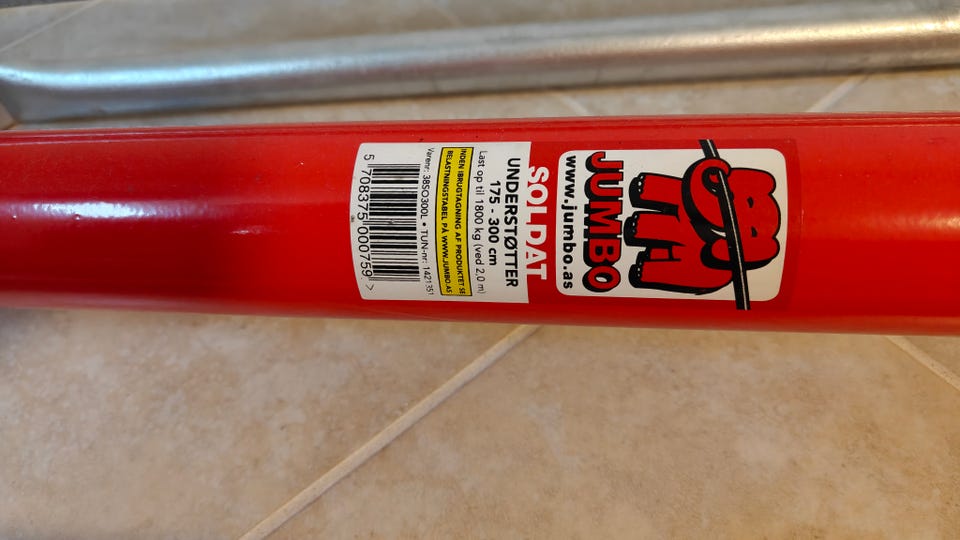 JUMBO
www.jumbo.as
SOLDAT
UNDERSTØTTER
175 - 300 cm
Last op til 1800 kg (ved 2,0 m)
INDEN IBRUGTAGNING AF PRODUKTET SE
BELASTNINGSTABEL PÅ WWW.JUMBO.AS
Varenr: 38SO300L • TUN-nr: 1421351
5 708375 000759 >